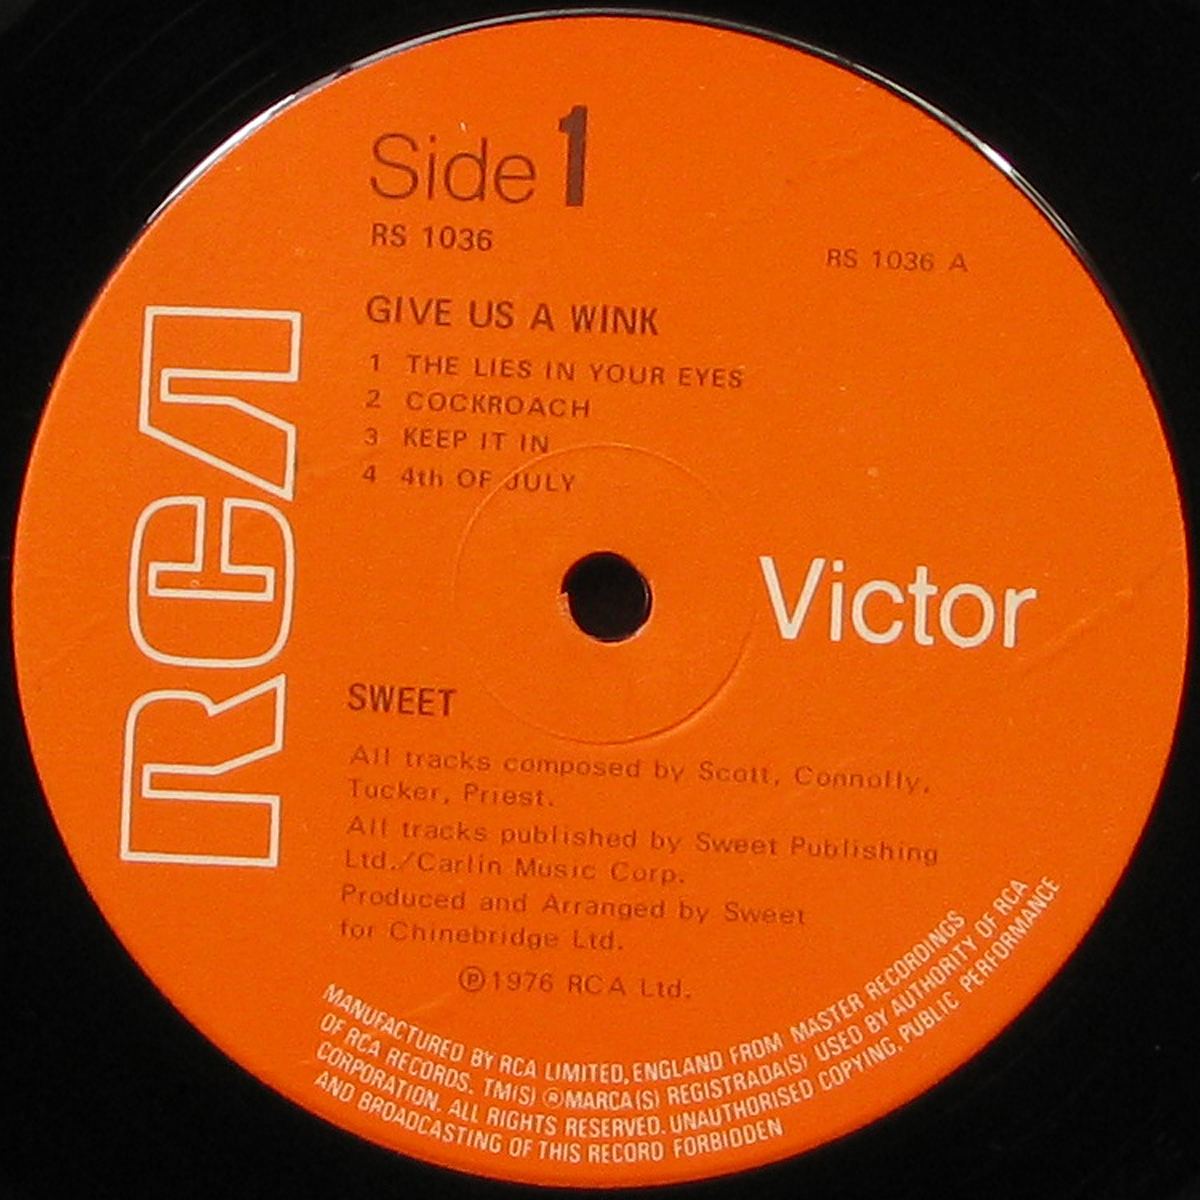 Side 1
RS 1036
RS 1036 A
GIVE US A WINK
1 THE LIES IN YOUR EYES
2 COCKROACH
3 KEEP IT IN
4 4th OF JULY
RCA
Victor
SWEET
All tracks composed by Scott, Connolly,
Tucker, Priest.
All tracks published by Sweet Publishing
Ltd./Carlin Music Corp.
Produced and Arranged by Sweet
for Chinebridge Ltd.
℗1976 RCA Ltd.
MANUFACTURED BY RCA LIMITED, ENGLAND FROM MASTER RECORDINGS
OF RCA RECORDS. TM(S) ®MARCA(S) REGISTRADA(S) USED BY AUTHORITY OF RCA
CORPORATION. ALL RIGHTS RESERVED. UNAUTHORISED COPYING, PUBLIC PERFORMANCE
AND BROADCASTING OF THIS RECORD FORBIDDEN